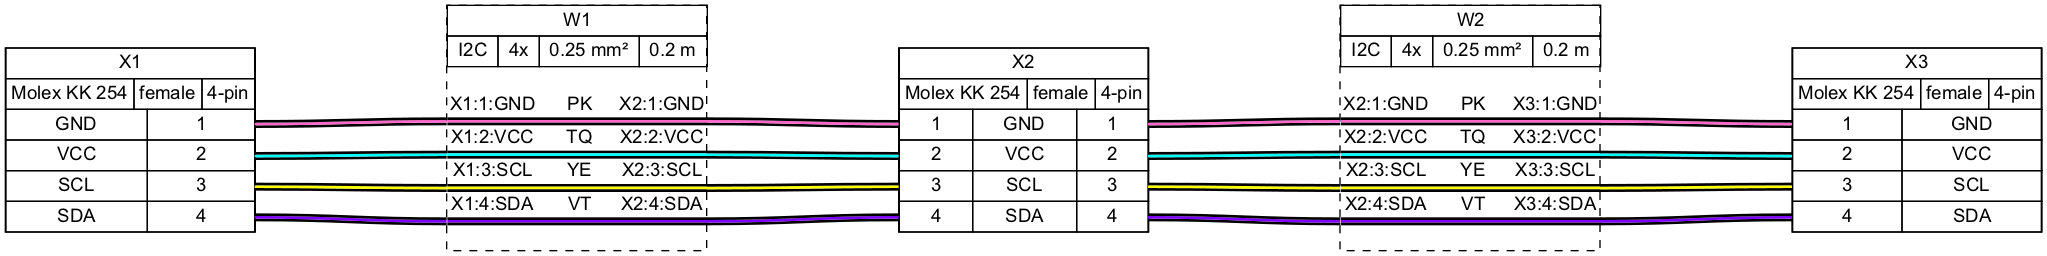 X1
Molex KK 254 female 4-pin
GND 1
VCC 2
SCL 3
SDA 4
W1
I2C 4x 0.25 mm² 0.2 m
X1:1:GND PK X2:1:GND
X1:2:VCC TQ X2:2:VCC
X1:3:SCL YE X2:3:SCL
X1:4:SDA VT X2:4:SDA
X2
Molex KK 254 female 4-pin
1 GND 1
2 VCC 2
3 SCL 3
4 SDA 4
W2
I2C 4x 0.25 mm² 0.2 m
X2:1:GND PK X3:1:GND
X2:2:VCC TQ X3:2:VCC
X2:3:SCL YE X3:3:SCL
X2:4:SDA VT X3:4:SDA
X3
Molex KK 254 female 4-pin
1 GND
2 VCC
3 SCL
4 SDA